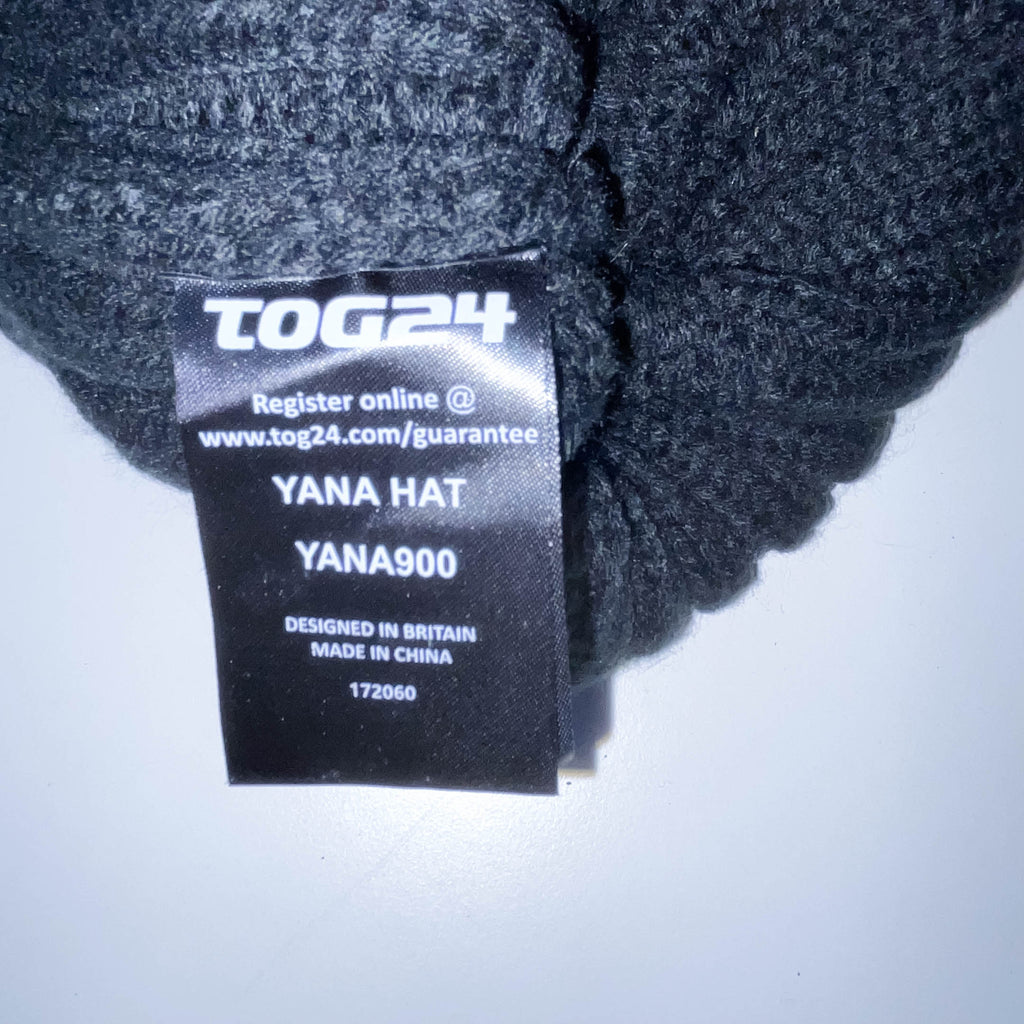 TOG24
Register online @
www.tog24.com/guarantee
YANA HAT
YANA900
DESIGNED IN BRITAIN
MADE IN CHINA
172060